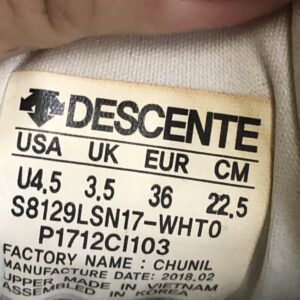 DESCENTE
USA UK EUR CM
U4.5 3.5 36 22.5
S8129LSN17-WHT0
P1712CI103
FACTORY NAME : CHUNIL
MANUFACTURE DATE : 2018.02
UPPER MADE IN VIETNAM
ASSEMBLED IN KOREA